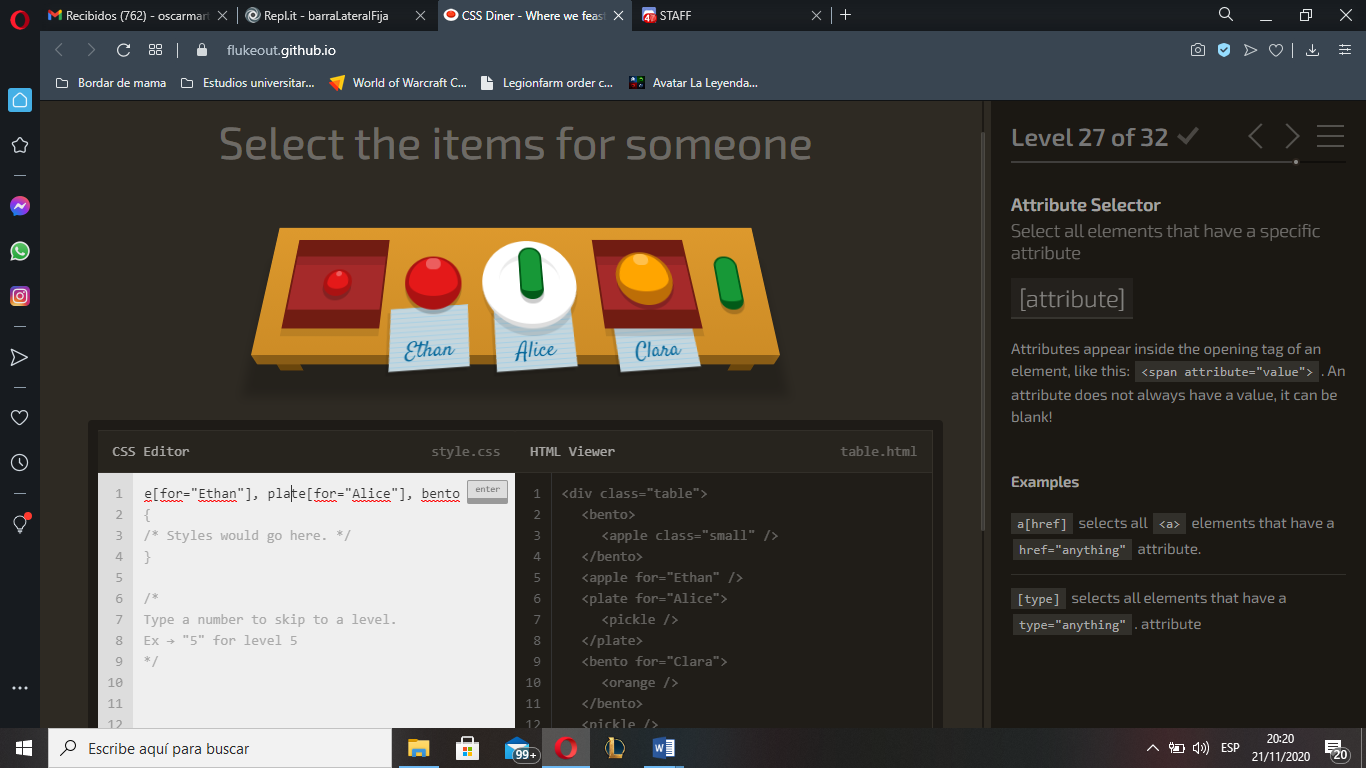 Recibidos (762) - oscarmar
Repl.it - barraLateralFija
CSS Diner - Where we feast
STAFF
flukeout.github.io
Bordar de mama
Estudios universitar...
World of Warcraft C...
Legionfarm order c...
Avatar La Leyenda...
Select the items for someone
Ethan
Alice
Clara
CSS Editor
style.css
HTML Viewer
table.html
1
e[for="Ethan"], plate[for="Alice"], bento
enter
2
{
3
/* Styles would go here. */
4
}
5
6
/*
7
Type a number to skip to a level.
8
Ex → "5" for level 5
9
*/
10
11
12
1
<div class="table">
2
<bento>
3
<apple class="small" />
4
</bento>
5
<apple for="Ethan" />
6
<plate for="Alice">
7
<pickle />
8
</plate>
9
<bento for="Clara">
10
<orange />
11
</bento>
12
<pickle />
Level 27 of 32
Attribute Selector
Select all elements that have a specific
attribute
[attribute]
Attributes appear inside the opening tag of an
element, like this: <span attribute="value"> . An
attribute does not always have a value, it can be
blank!
Examples
a[href] selects all <a> elements that have a
href="anything" attribute.
[type] selects all elements that have a
type="anything" . attribute
Escribe aquí para buscar
99+
ESP
20:20
21/11/2020
20